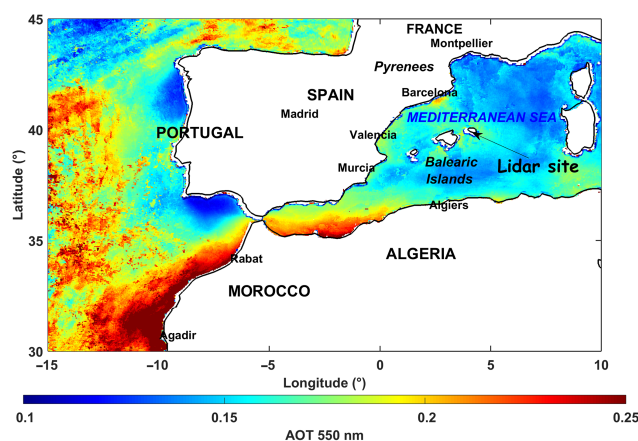 45
40
35
30
Latitude (°)
FRANCE
Montpellier
Pyrenees
SPAIN
Barcelona
Madrid
MEDITERRANEAN SEA
PORTUGAL
Valencia
Murcia
Balearic
Islands
Lidar site
Algiers
Rabat
ALGERIA
MOROCCO
Agadir
−15
−10
−5
0
5
10
Longitude (°)
0.1
0.15
0.2
0.25
AOT 550 nm